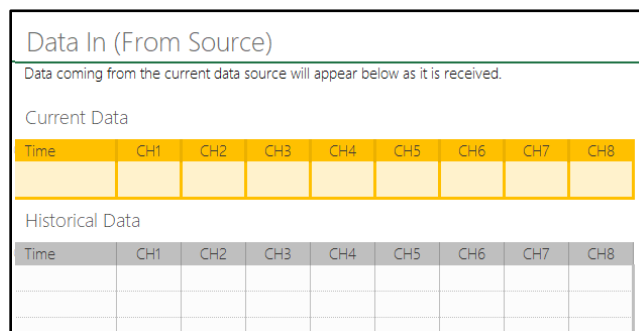 Data In (From Source)
Data coming from the current data source will appear below as it is received.
Current Data
Time CH1 CH2 CH3 CH4 CH5 CH6 CH7 CH8
Historical Data
Time CH1 CH2 CH3 CH4 CH5 CH6 CH7 CH8